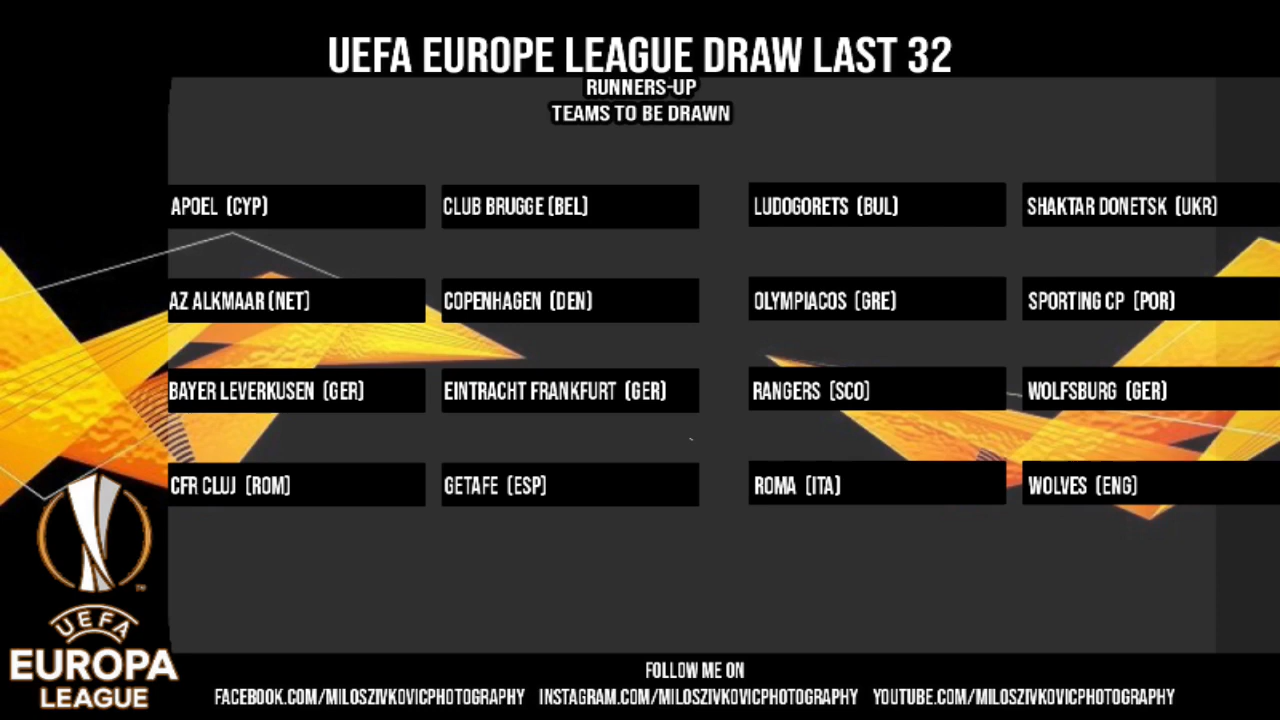 UEFA EUROPE LEAGUE DRAW LAST 32
RUNNERS-UP
TEAMS TO BE DRAWN
APOEL (CYP) CLUB BRUGGE (BEL) LUDOGORETS (BUL) SHAKTAR DONETSK (UKR)
AZ ALKMAAR (NET) COPENHAGEN (DEN) OLYMPIACOS (GRE) SPORTING CP (POR)
BAYER LEVERKUSEN (GER) EINTRACHT FRANKFURT (GER) RANGERS (SCO) WOLFSBURG (GER)
CFR CLUJ (ROM) GETAFE (ESP) ROMA (ITA) WOLVES (ENG)
TM
UEFA
EUROPA
LEAGUE
FOLLOW ME ON
FACEBOOK.COM/MILOSZIVKOVICPHOTOGRAPHY INSTAGRAM.COM/MILOSZIVKOVICPHOTOGRAPHY YOUTUBE.COM/MILOSZIVKOVICPHOTOGRAPHY